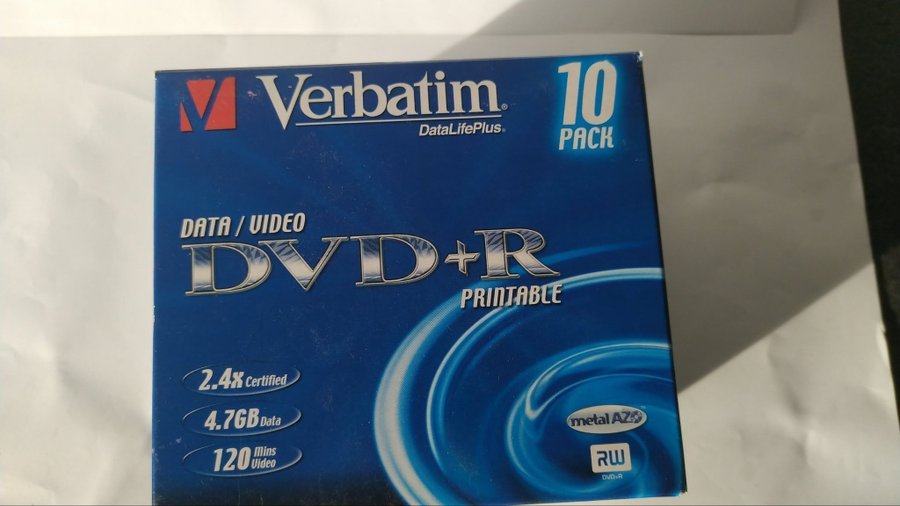 Verbatim®
DataLifePlus®
10
PACK
DATA / VIDEO
DVD+R
PRINTABLE
2.4x Certified
4.7GB Data
120 Mins Video
metal AZO™
RW
DVD+R